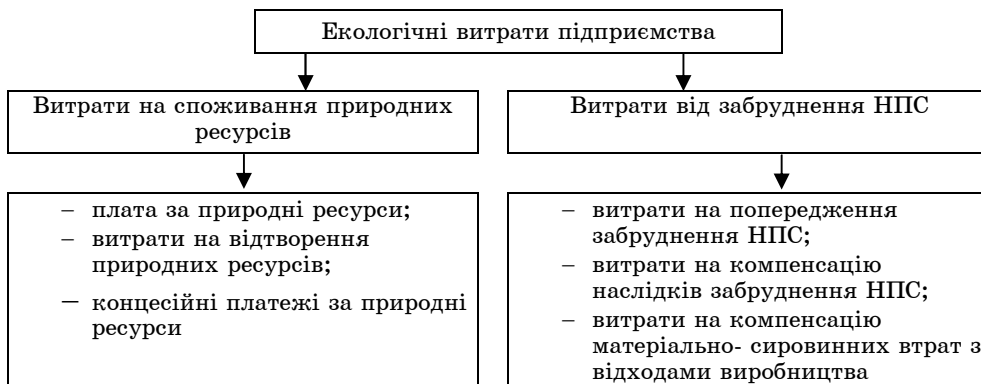 Екологічні витрати підприємства
Витрати на споживання природних
ресурсів
Витрати від забруднення НПС
– плата за природні ресурси;
– витрати на відтворення
природних ресурсів;
– концесійні платежі за природні
ресурси
– витрати на попередження
забруднення НПС;
– витрати на компенсацію
наслідків забруднення НПС;
– витрати на компенсацію
матеріально- сировинних втрат з
відходами виробництва